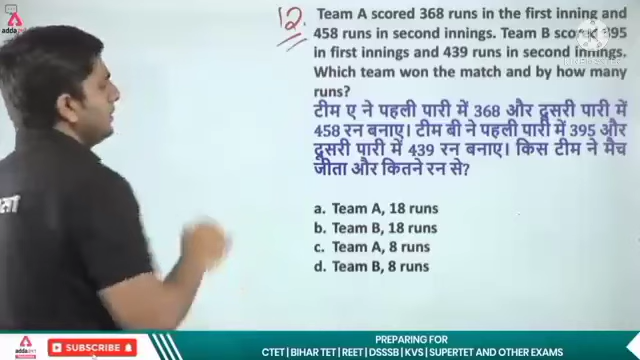 12.
Team A scored 368 runs in the first inning and
458 runs in second innings. Team B 395
in first innings and 439 runs in second innings.
Which team won the match and by how many
runs?
टीम ए ने पहली पारी में 368 और दूसरी पारी में
458 रन बनाए। टीम बी ने पहली पारी में 395 और
दूसरी पारी में 439 रन बनाए। किस टीम ने मैच
जीता और कितने रन से?
a. Team A, 18 runs
b. Team B, 18 runs
c. Team A, 8 runs
d. Team B, 8 runs
adda247
SUBSCRIBE
PREPARING FOR
CTET | BIHAR TET | REET | DSSSB | KVS | SUPERTET AND OTHER EXAMS